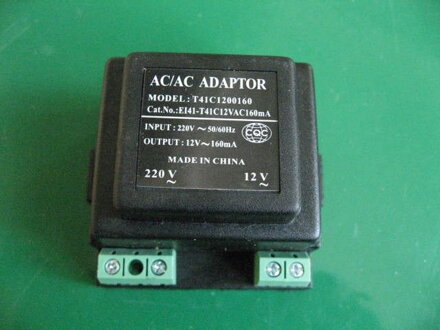 AC/AC ADAPTOR
MODEL : T41C1200160
Cat.No.:EI41-T41C12VAC160mA
INPUT : 220V ~ 50/60Hz
OUTPUT : 12V~160mA
CQC
MADE IN CHINA
220 V 12 V
~ ~